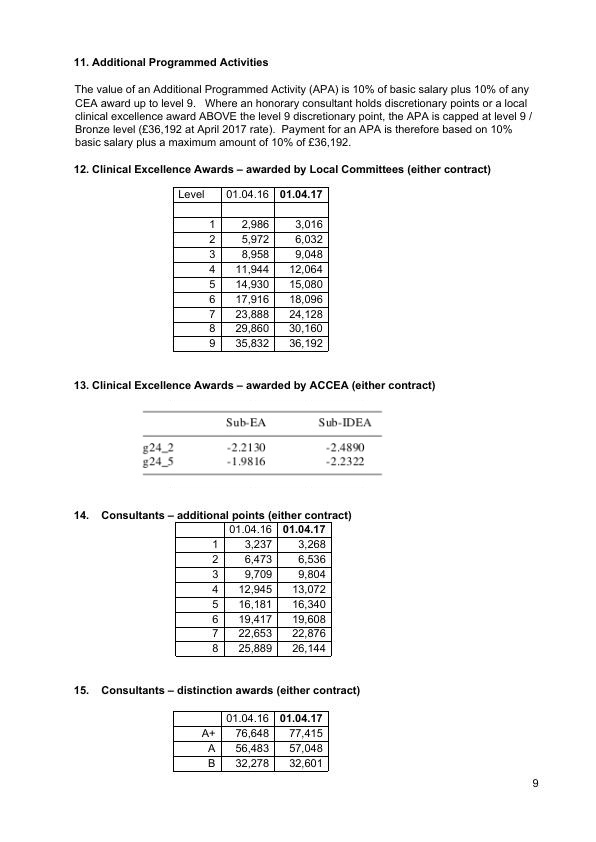 11. Additional Programmed Activities
The value of an Additional Programmed Activity (APA) is 10% of basic salary plus 10% of any
CEA award up to level 9.   Where an honorary consultant holds discretionary points or a local
clinical excellence award ABOVE the level 9 discretionary point, the APA is capped at level 9 /
Bronze level (£36,192 at April 2017 rate).  Payment for an APA is therefore based on 10%
basic salary plus a maximum amount of 10% of £36,192.
12. Clinical Excellence Awards – awarded by Local Committees (either contract)
Level 01.04.16 01.04.17
1 2,986 3,016
2 5,972 6,032
3 8,958 9,048
4 11,944 12,064
5 14,930 15,080
6 17,916 18,096
7 23,888 24,128
8 29,860 30,160
9 35,832 36,192
13. Clinical Excellence Awards – awarded by ACCEA (either contract)
Sub-EA Sub-IDEA
g24_2 -2.2130 -2.4890
g24_5 -1.9816 -2.2322
14. Consultants – additional points (either contract)
01.04.16 01.04.17
1 3,237 3,268
2 6,473 6,536
3 9,709 9,804
4 12,945 13,072
5 16,181 16,340
6 19,417 19,608
7 22,653 22,876
8 25,889 26,144
15. Consultants – distinction awards (either contract)
01.04.16 01.04.17
A+ 76,648 77,415
A 56,483 57,048
B 32,278 32,601
9